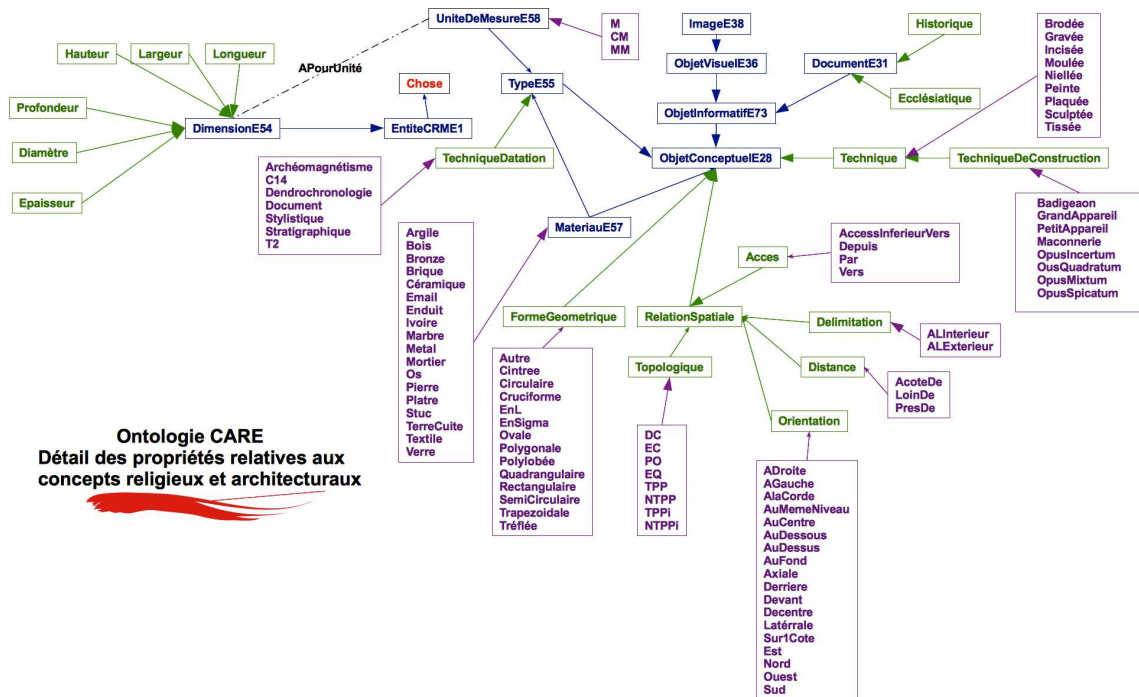 UniteDeMesureE58
M
CM
MM
ImageE38
Historique
Hauteur
Largeur
Longueur
APourUnité
ObjetVisuelE36
DocumentE31
Brodée
Gravée
Incisée
Moulée
Niellée
Peinte
Plaquée
Sculptée
Tissée
Chose
TypeE55
Ecclésiatique
Profondeur
DimensionE54
EntiteCRME1
ObjetInformatifE73
Diamètre
TechniqueDatation
ObjetConceptuelE28
Technique
TechniqueDeConstruction
Epaisseur
Archéomagnétisme
C14
Dendrochronologie
Document
Stylistique
Stratigraphique
T2
Badigeaon
GrandAppareil
PetitAppareil
Maconnerie
OpusIncertum
OusQuadratum
OpusMixtum
OpusSpicatum
MateriauE57
Argile
Bois
Bronze
Brique
Céramique
Email
Enduit
Ivoire
Marbre
Metal
Mortier
Os
Pierre
Platre
Stuc
TerreCuite
Textile
Verre
Acces
AccessInferieurVers
Depuis
Par
Vers
FormeGeometrique
RelationSpatiale
Delimitation
ALInterieur
ALExterieur
Autre
Cintree
Circulaire
Cruciforme
EnL
EnSigma
Ovale
Polygonale
Polylobée
Quadrangulaire
Rectangulaire
SemiCirculaire
Trapezoidale
Tréflée
Topologique
Distance
AcoteDe
LoinDe
PresDe
DC
EC
PO
EQ
TPP
NTPP
TPPi
NTPPi
Orientation
ADroite
AGauche
AlaCorde
AuMemeNiveau
AuCentre
AuDessous
AuDessus
AuFond
Axiale
Derriere
Devant
Decentre
Latérrale
Sur1Cote
Est
Nord
Ouest
Sud
Ontologie CARE
Détail des propriétés relatives aux
concepts religieux et architecturaux